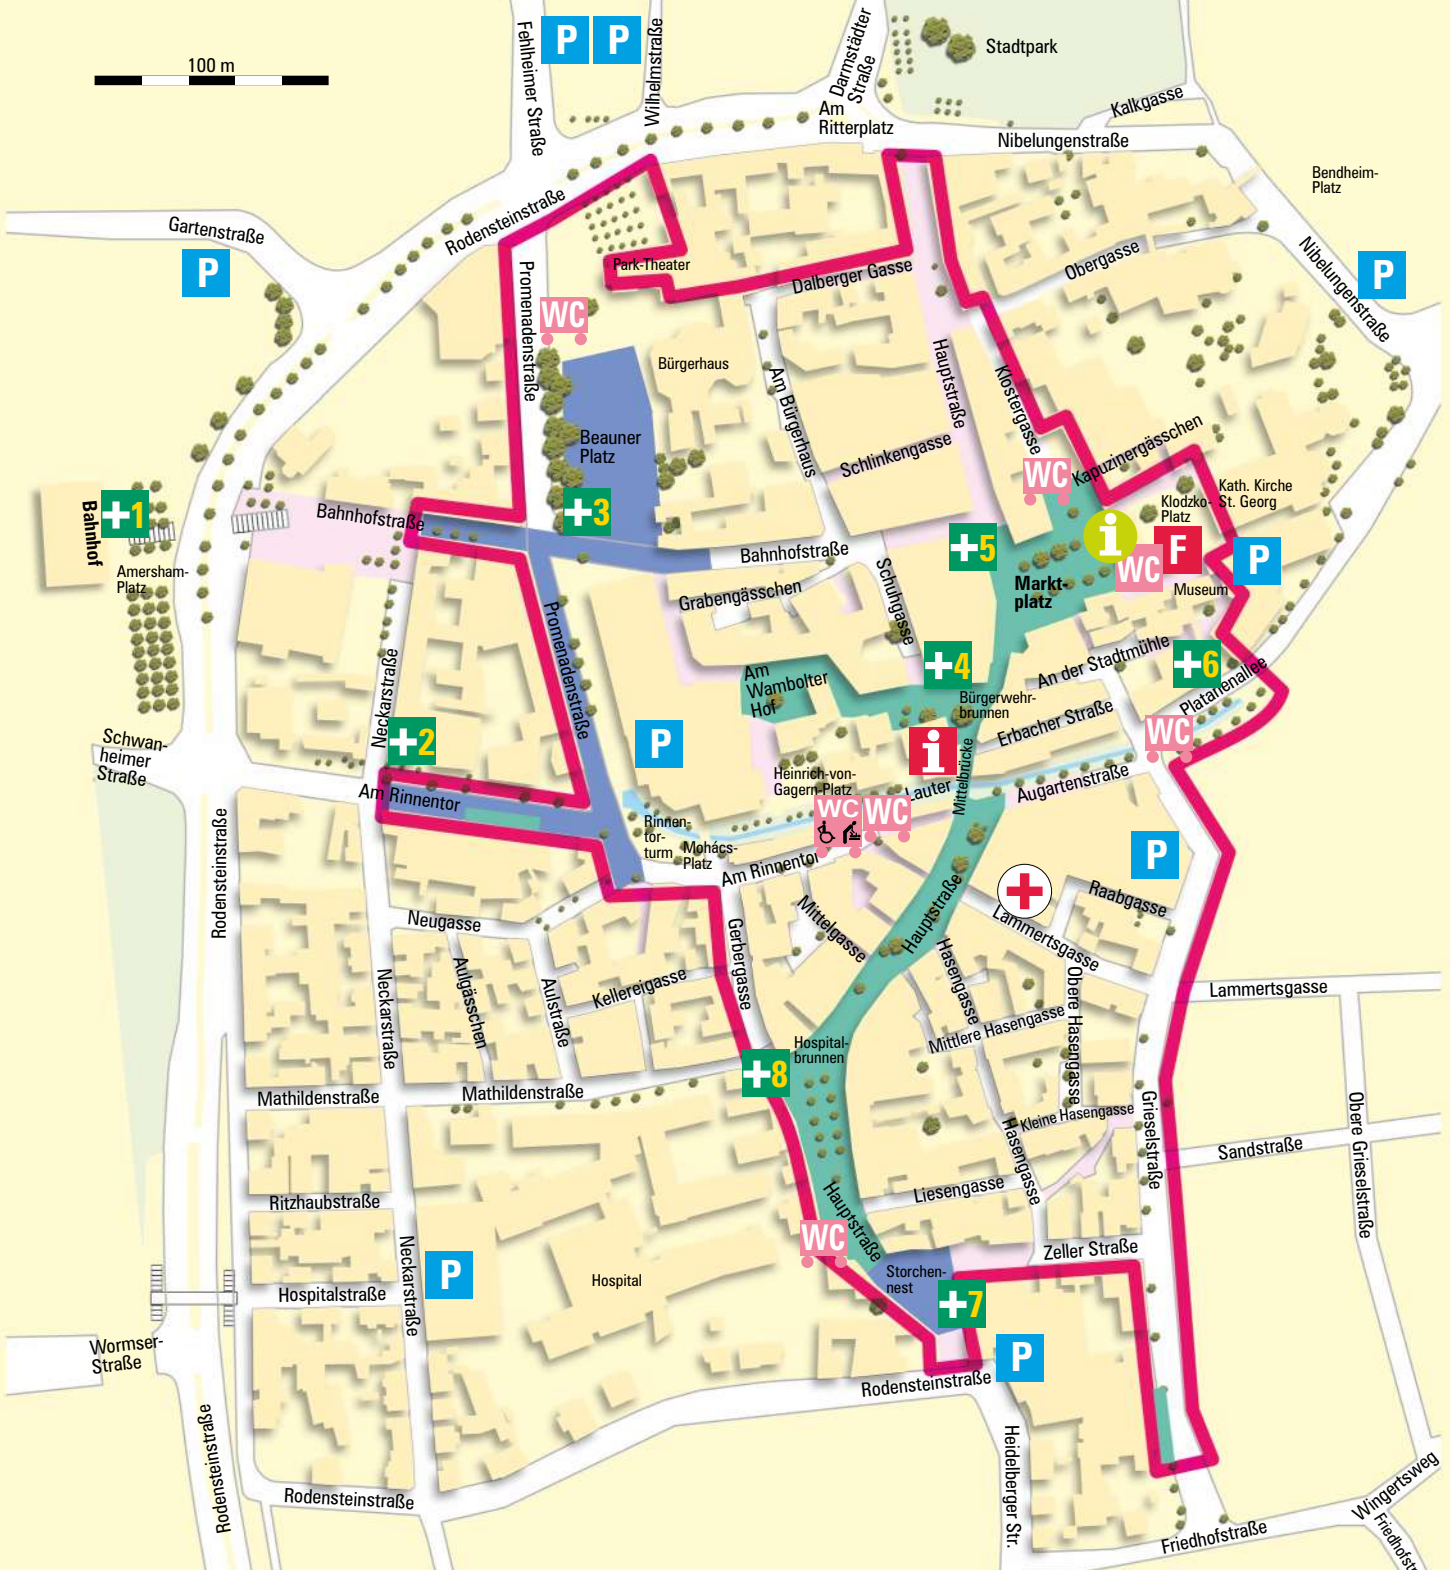 100 m
Fehlheimer Straße
P
P
Wilhelmstraße
Darmstädter
Straße
Stadtpark
Am
Ritterplatz
Kalkgasse
Nibelungenstraße
Bendheim-
Platz
Gartenstraße
P
Rodensteinstraße
Park-Theater
Dalberger Gasse
Obergasse
Nibelungenstraße
P
Promenadenstraße
WC
Bürgerhaus
Am Bürgerhaus
Hauptstraße
Klostergasse
Beauner
Platz
Schlinkengasse
Kapuzinergässchen
WC
Kath. Kirche
St. Georg
Klodzko-
Platz
Bahnhof
+1
Amersham-
Platz
Bahnhofstraße
+3
Bahnhofstraße
+5
i
F
WC
P
Markt-
platz
Museum
Grabengässchen
Schuhgasse
Promenadenstraße
Am
Wambolter
Hof
+4
An der Stadtmühle
+6
Platanenallee
Bürgerwehr-
brunnen
Erbacher Straße
WC
Neckarstraße
+2
P
i
Mittelbrücke
Schwan-
heimer
Straße
Heinrich-von-
Gagern-Platz
Lauter
Augartenstraße
Am Rinnentor
WC
WC
Rinnen-
tor-
turm
Mohács-
Platz
Am Rinnentor
P
Rodensteinstraße
Neugasse
Gerbergasse
Mittelgasse
Hauptstraße
Lammertsgasse
Raabgasse
Neckarstraße
Aulgässchen
Aulstraße
Kellereigasse
Hasengasse
Obere Hasengasse
Lammertsgasse
Mittlere Hasengasse
Hospital-
brunnen
+8
Mathildenstraße
Mathildenstraße
Kleine Hasengasse
Hasengasse
Grieselstraße
Obere Grieselstraße
Sandstraße
Ritzhaubstraße
Liesengasse
Hauptstraße
WC
Zeller Straße
Neckarstraße
P
Hospital
Hospitalstraße
Storchen-
nest
+7
P
Wormser-
Straße
Rodensteinstraße
Rodensteinstraße
Rodensteinstraße
Heidelberger Str.
Wingertsweg
Friedhofstraße